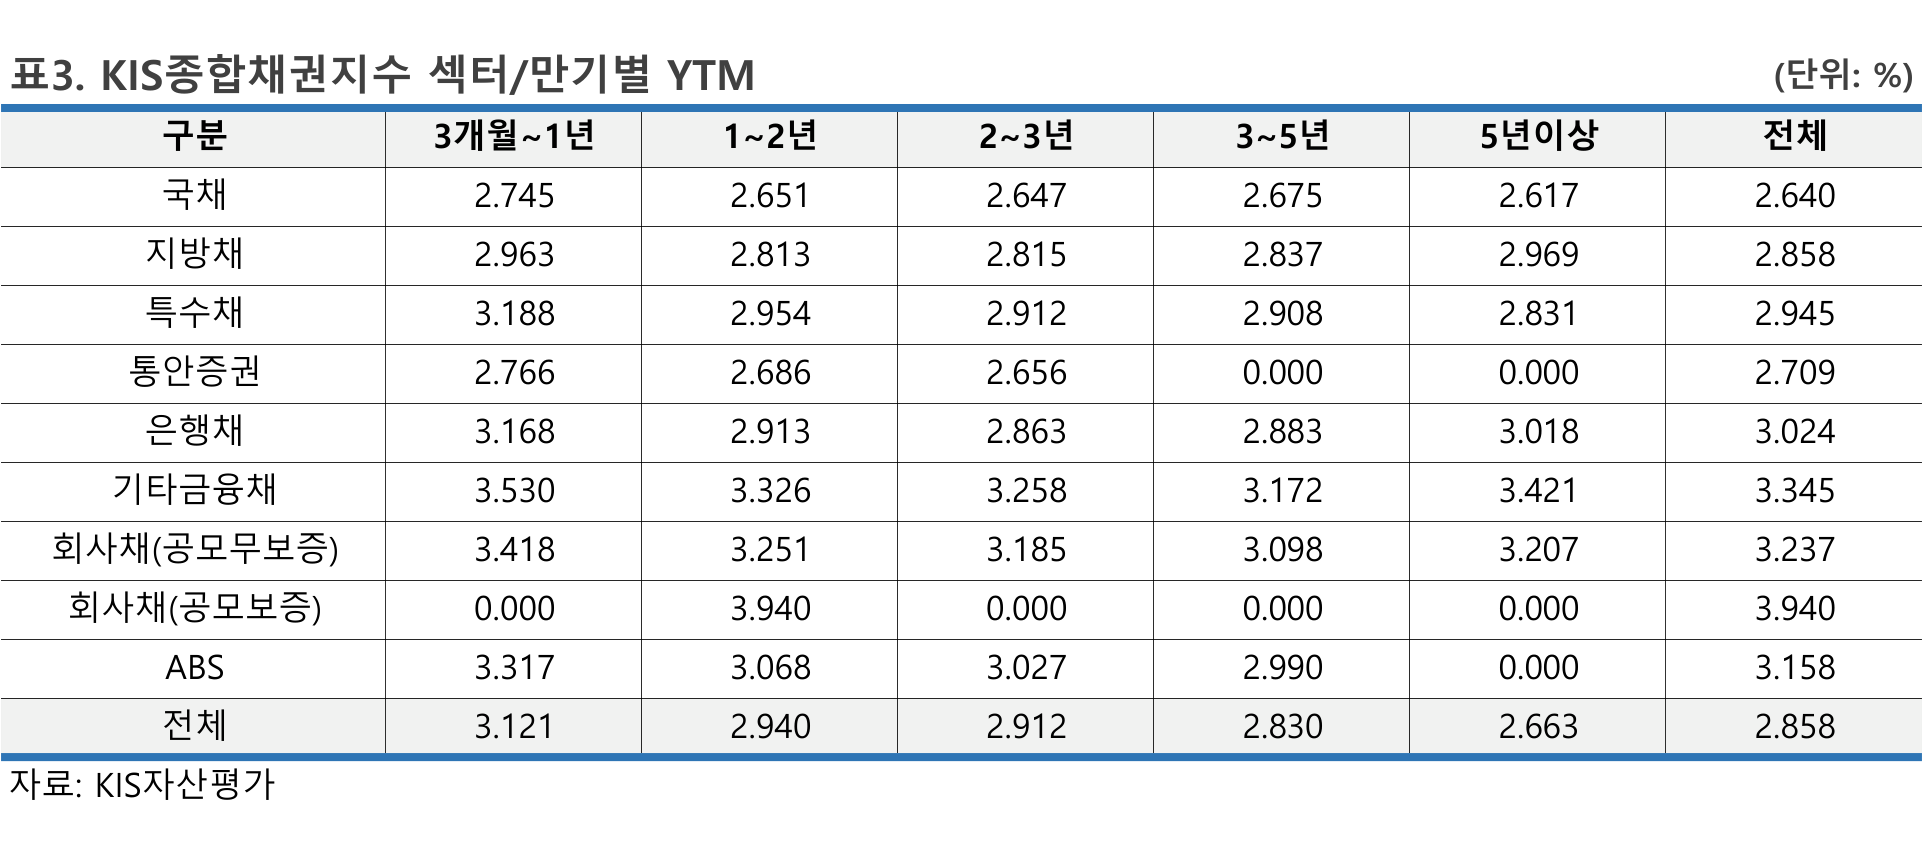 표3. KIS종합채권지수 섹터/만기별 YTM (단위: %)
구분 3개월~1년 1~2년 2~3년 3~5년 5년이상 전체
국채 2.745 2.651 2.647 2.675 2.617 2.640
지방채 2.963 2.813 2.815 2.837 2.969 2.858
특수채 3.188 2.954 2.912 2.908 2.831 2.945
통안증권 2.766 2.686 2.656 0.000 0.000 2.709
은행채 3.168 2.913 2.863 2.883 3.018 3.024
기타금융채 3.530 3.326 3.258 3.172 3.421 3.345
회사채(공모무보증) 3.418 3.251 3.185 3.098 3.207 3.237
회사채(공모보증) 0.000 3.940 0.000 0.000 0.000 3.940
ABS 3.317 3.068 3.027 2.990 0.000 3.158
전체 3.121 2.940 2.912 2.830 2.663 2.858
자료: KIS자산평가